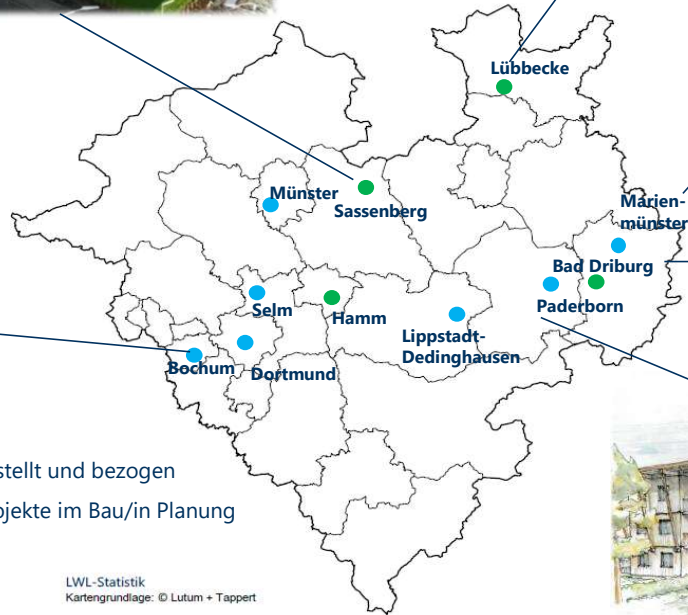 Lübbecke
Münster
Sassenberg
Marien-
münster
Bad Driburg
Paderborn
Selm
Hamm
Lippstadt-
Dedinghausen
Bochum
Dortmund
stellt und bezogen
jekte im Bau/in Planung
LWL-Statistik
Kartengrundlage: © Lutum + Tappert